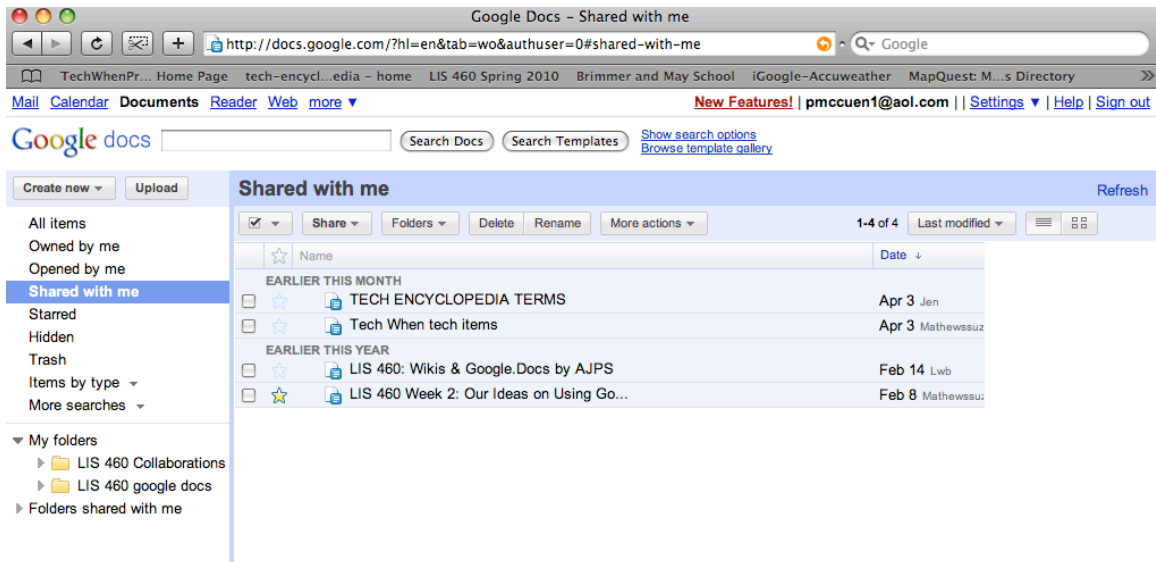 Google Docs – Shared with me
http://docs.google.com/?hl=en&tab=wo&authuser=0#shared-with-me Google
TechWhenPr... Home Page tech-encycl...edia – home LIS 460 Spring 2010 Brimmer and May School iGoogle-Accuweather MapQuest: M...s Directory
Mail Calendar Documents Reader Web more ▼ New Features! | pmccuen1@aol.com | | Settings ▼ | Help | Sign out
Google docs Search Docs Search Templates Show search options
Browse template gallery
Create new Upload Shared with me Refresh
All items Share Folders Delete Rename More actions 1-4 of 4 Last modified
Owned by me Name Date ↓
Opened by me EARLIER THIS MONTH
Shared with me TECH ENCYCLOPEDIA TERMS Apr 3 Jen
Starred Tech When tech items Apr 3 Mathewssuz
Hidden
Trash EARLIER THIS YEAR
LIS 460: Wikis & Google.Docs by AJPS Feb 14 Lwb
Items by type
More searches LIS 460 Week 2: Our Ideas on Using Go... Feb 8 Mathewssuz
My folders
LIS 460 Collaborations
LIS 460 google docs
Folders shared with me